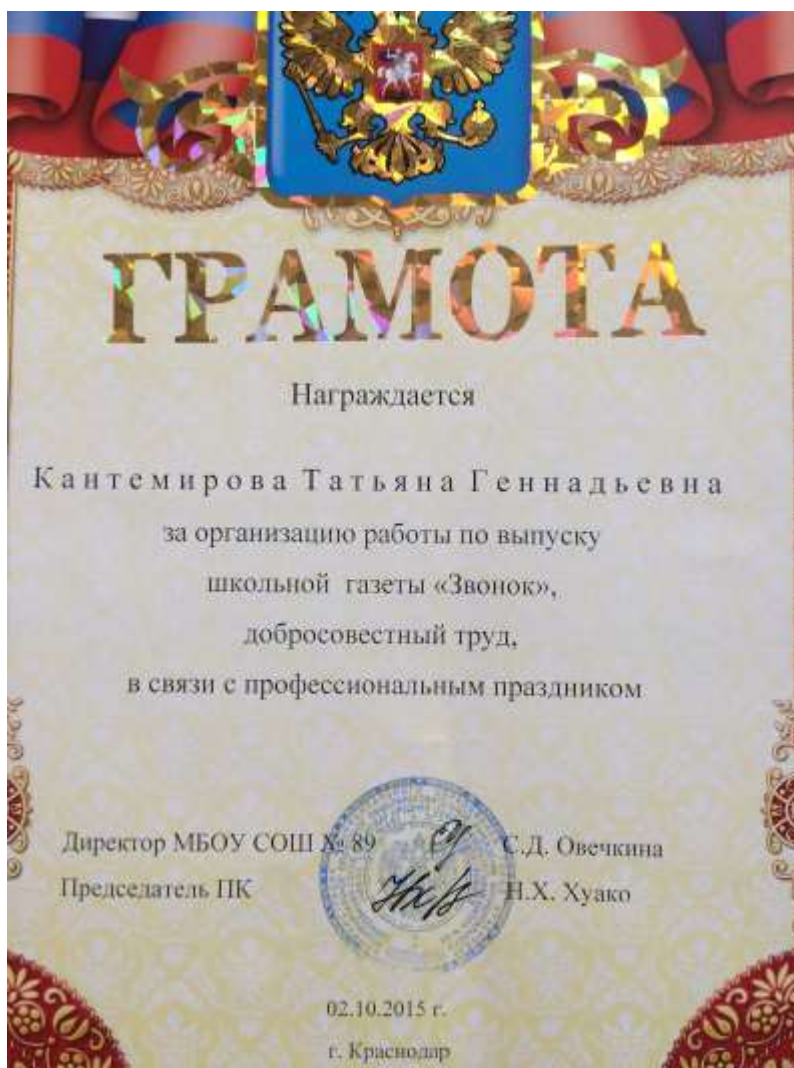 ГРАМОТА
Награждается
Кантемирова Татьяна Геннадьевна
за организацию работы по выпуску
школьной газеты «Звонок»,
добросовестный труд,
в связи с профессиональным праздником
Директор МБОУ СОШ № 89 С.Д. Овечкина
Председатель ПК Н.Х. Хуако
02.10.2015 г.
г. Краснодар